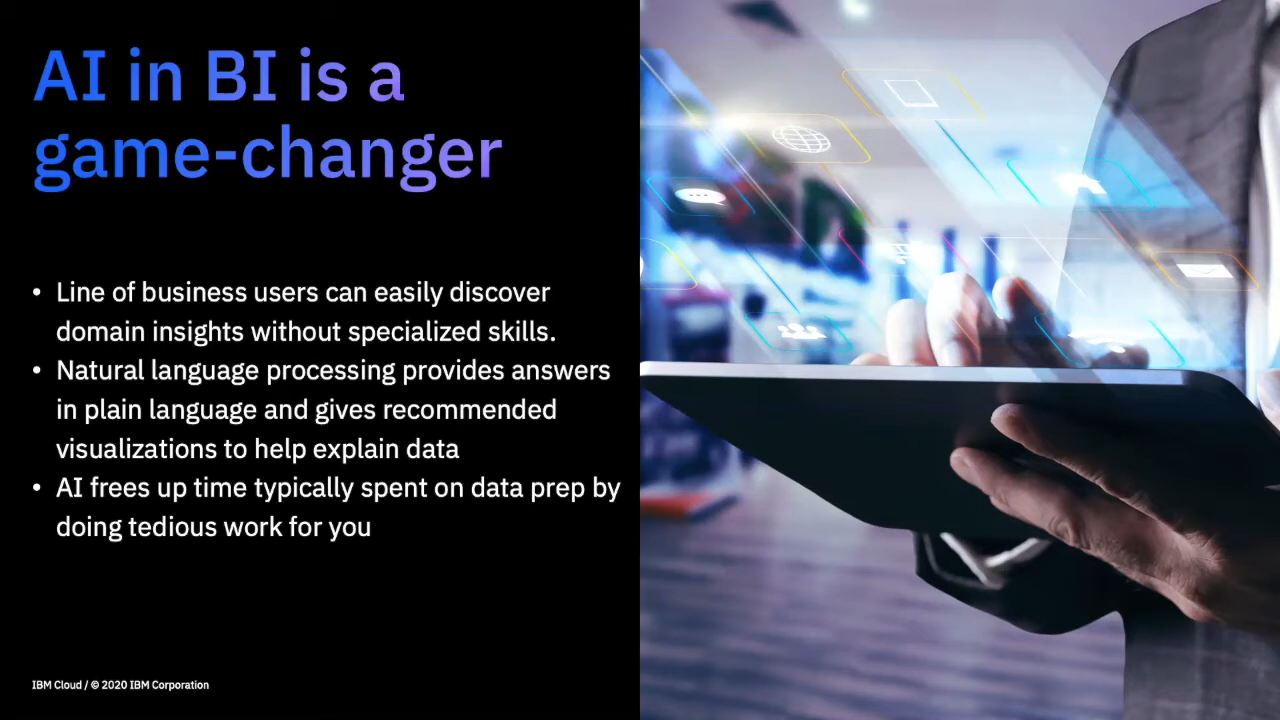 AI in BI is a
game-changer
• Line of business users can easily discover
domain insights without specialized skills.
• Natural language processing provides answers
in plain language and gives recommended
visualizations to help explain data
• AI frees up time typically spent on data prep by
doing tedious work for you
IBM Cloud / © 2020 IBM Corporation